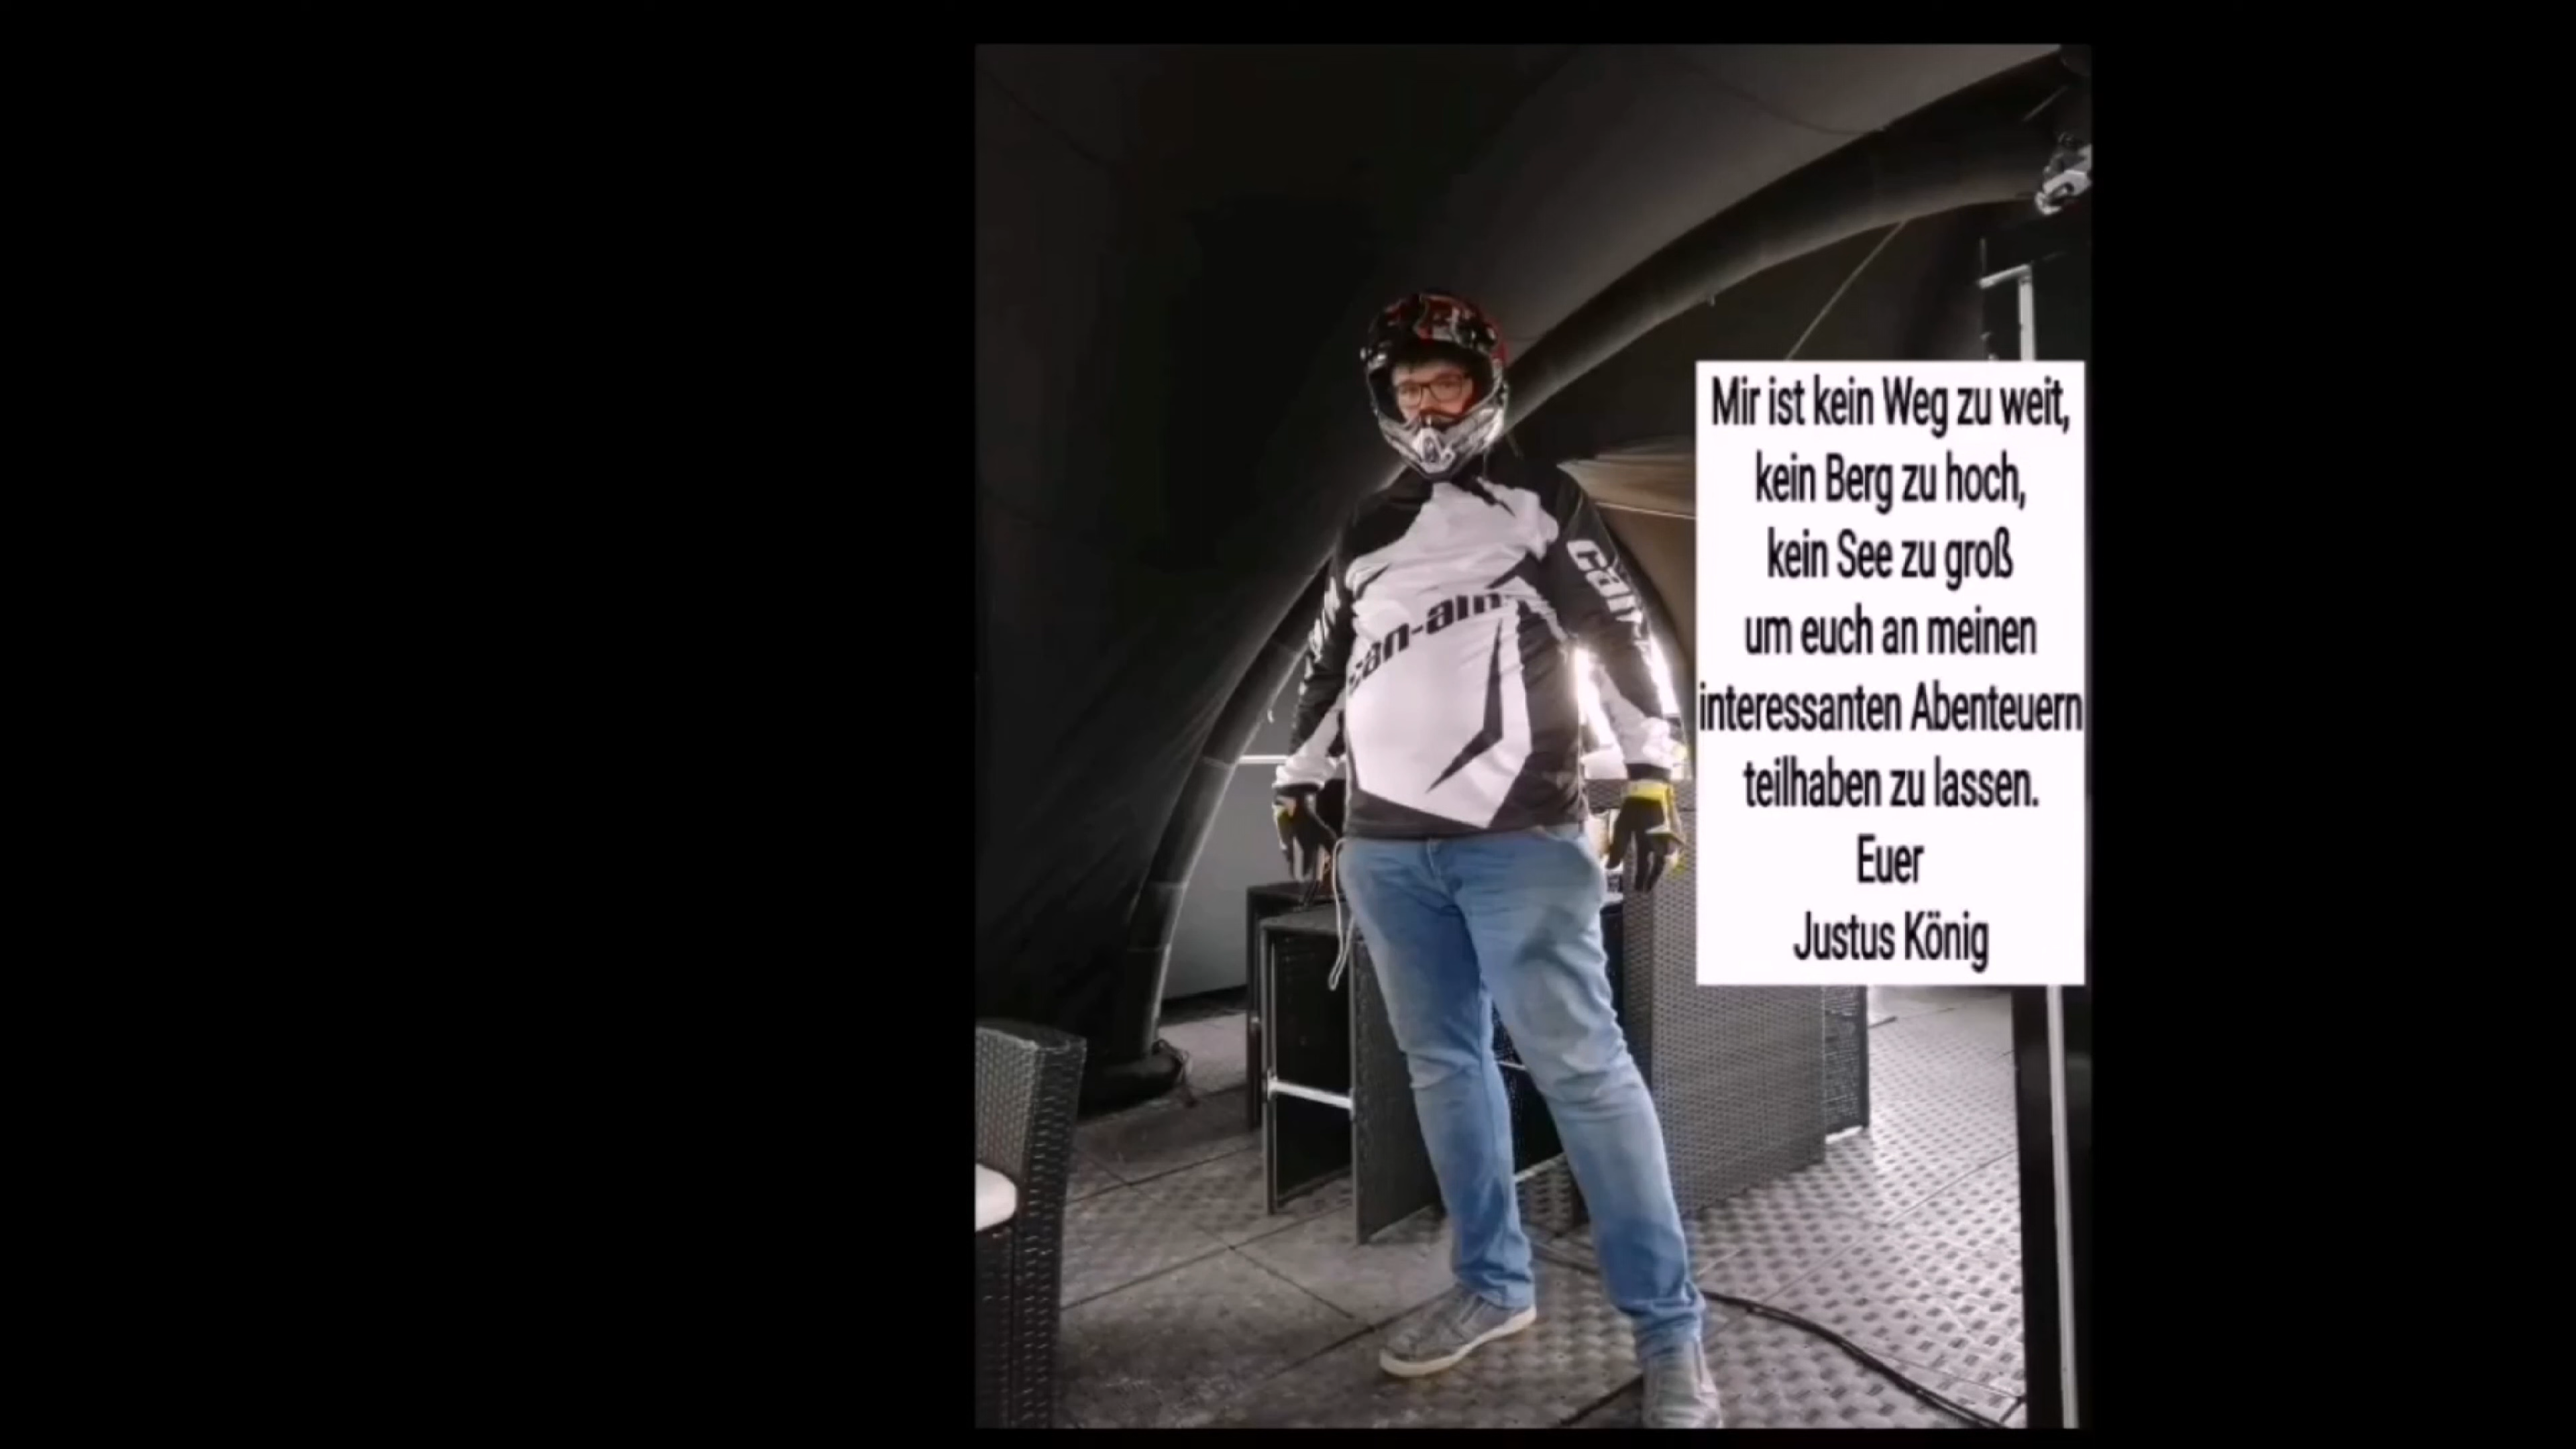 Mir ist kein Weg zu weit,
kein Berg zu hoch,
kein See zu groß
um euch an meinen
interessanten Abenteuern
teilhaben zu lassen.
Euer
Justus König
can-am